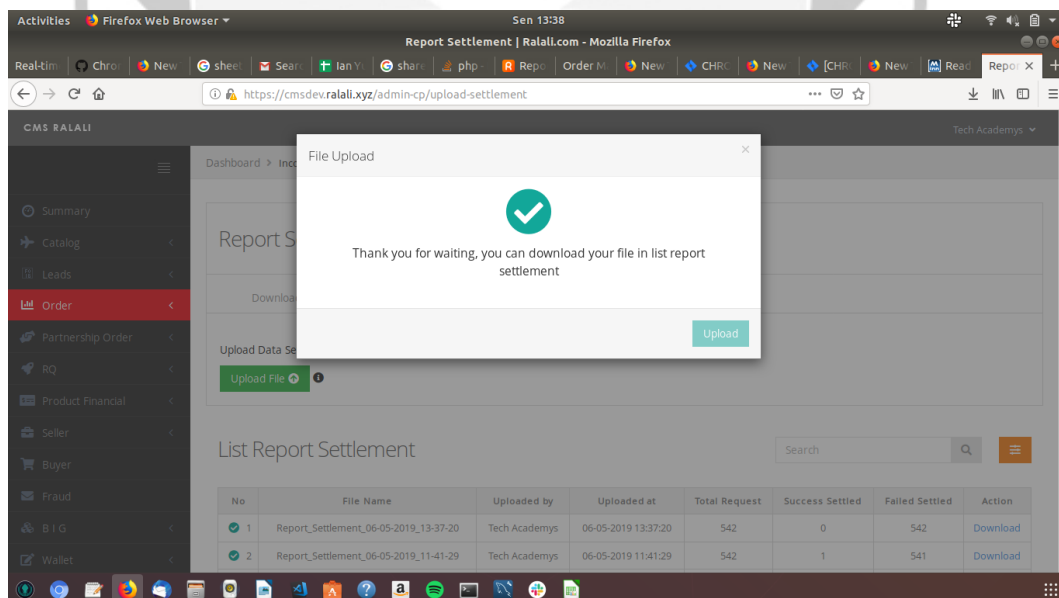 Activities Firefox Web Browser Sen 13:38
Report Settlement | Ralali.com - Mozilla Firefox
Real-tim Chro New sheet Sear Ian Y share php - Repo Order M New CHRC New [CHR New Read Repor
https://cmsdev.ralali.xyz/admin-cp/upload-settlement
CMS RALALI Tech Academys
Dashboard > Inco
File Upload ×
Summary
Catalog
Leads
Order
Partnership Order
RQ
Product Financial
Seller
Buyer
Fraud
B I G
Wallet
Report S
Thank you for waiting, you can download your file in list report
settlement
Downloa
Upload
Upload Data Se
Upload File
List Report Settlement
Search
No File Name Uploaded by Uploaded at Total Request Success Settled Failed Settled Action
1 Report_Settlement_06-05-2019_13-37-20 Tech Academys 06-05-2019 13:37:20 542 0 542 Download
2 Report_Settlement_06-05-2019_11-41-29 Tech Academys 06-05-2019 11:41:29 542 1 541 Download